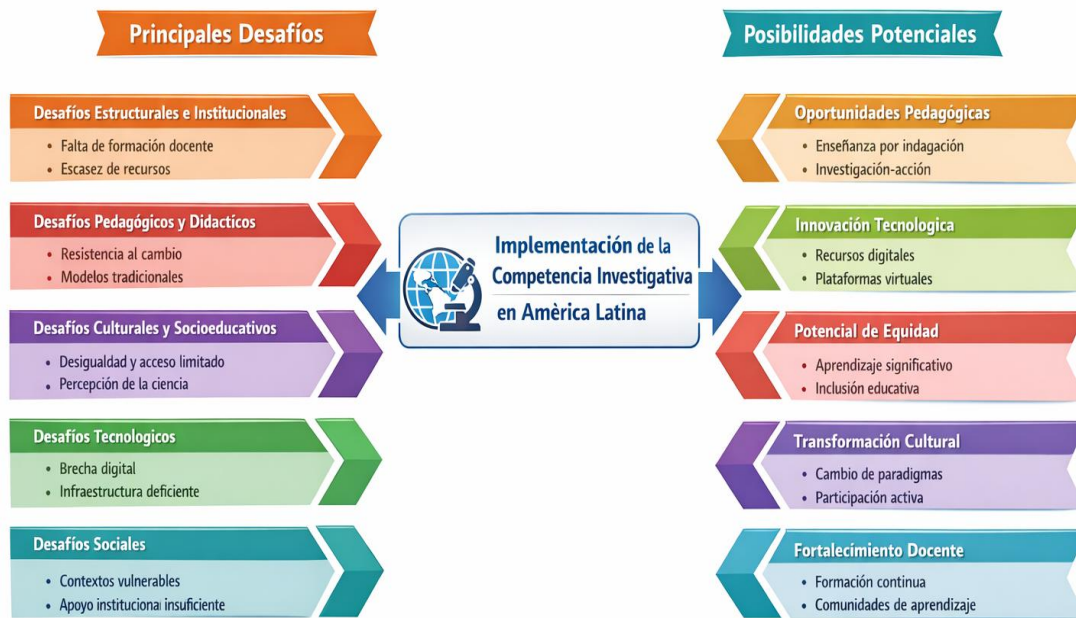 Principales Desafíos
Desafíos Estructurales e Institucionales
• Falta de formación docente
• Escasez de recursos
Desafíos Pedagógicos y Didactícos
• Resistencia al cambio
• Modelos tradicionales
Desafíos Culturales y Socioeducativos
• Desigualdad y acceso limitado
• Percepción de la ciencia
Desafíos Tecnologicos
• Brecha digital
• Infraestructura deficiente
Desafíos Sociales
• Contextos vulnerables
• Apoyo institucional insuficiente
Implementación de la
Competencia Investigativa
en Amèrica Latina
Posibilidades Potenciales
Oportunidades Pedagógicas
• Enseñanza por indagación
• Investigación-acción
Innovación Tecnologica
• Recursos digitales
• Plataformas virtuales
Potencial de Equidad
• Aprendizaje significativo
• Inclusión educativa
Transformación Cultural
• Cambio de paradigmas
• Participación activa
Fortalecimiento Docente
• Formación continua
• Comunidades de aprendizaje